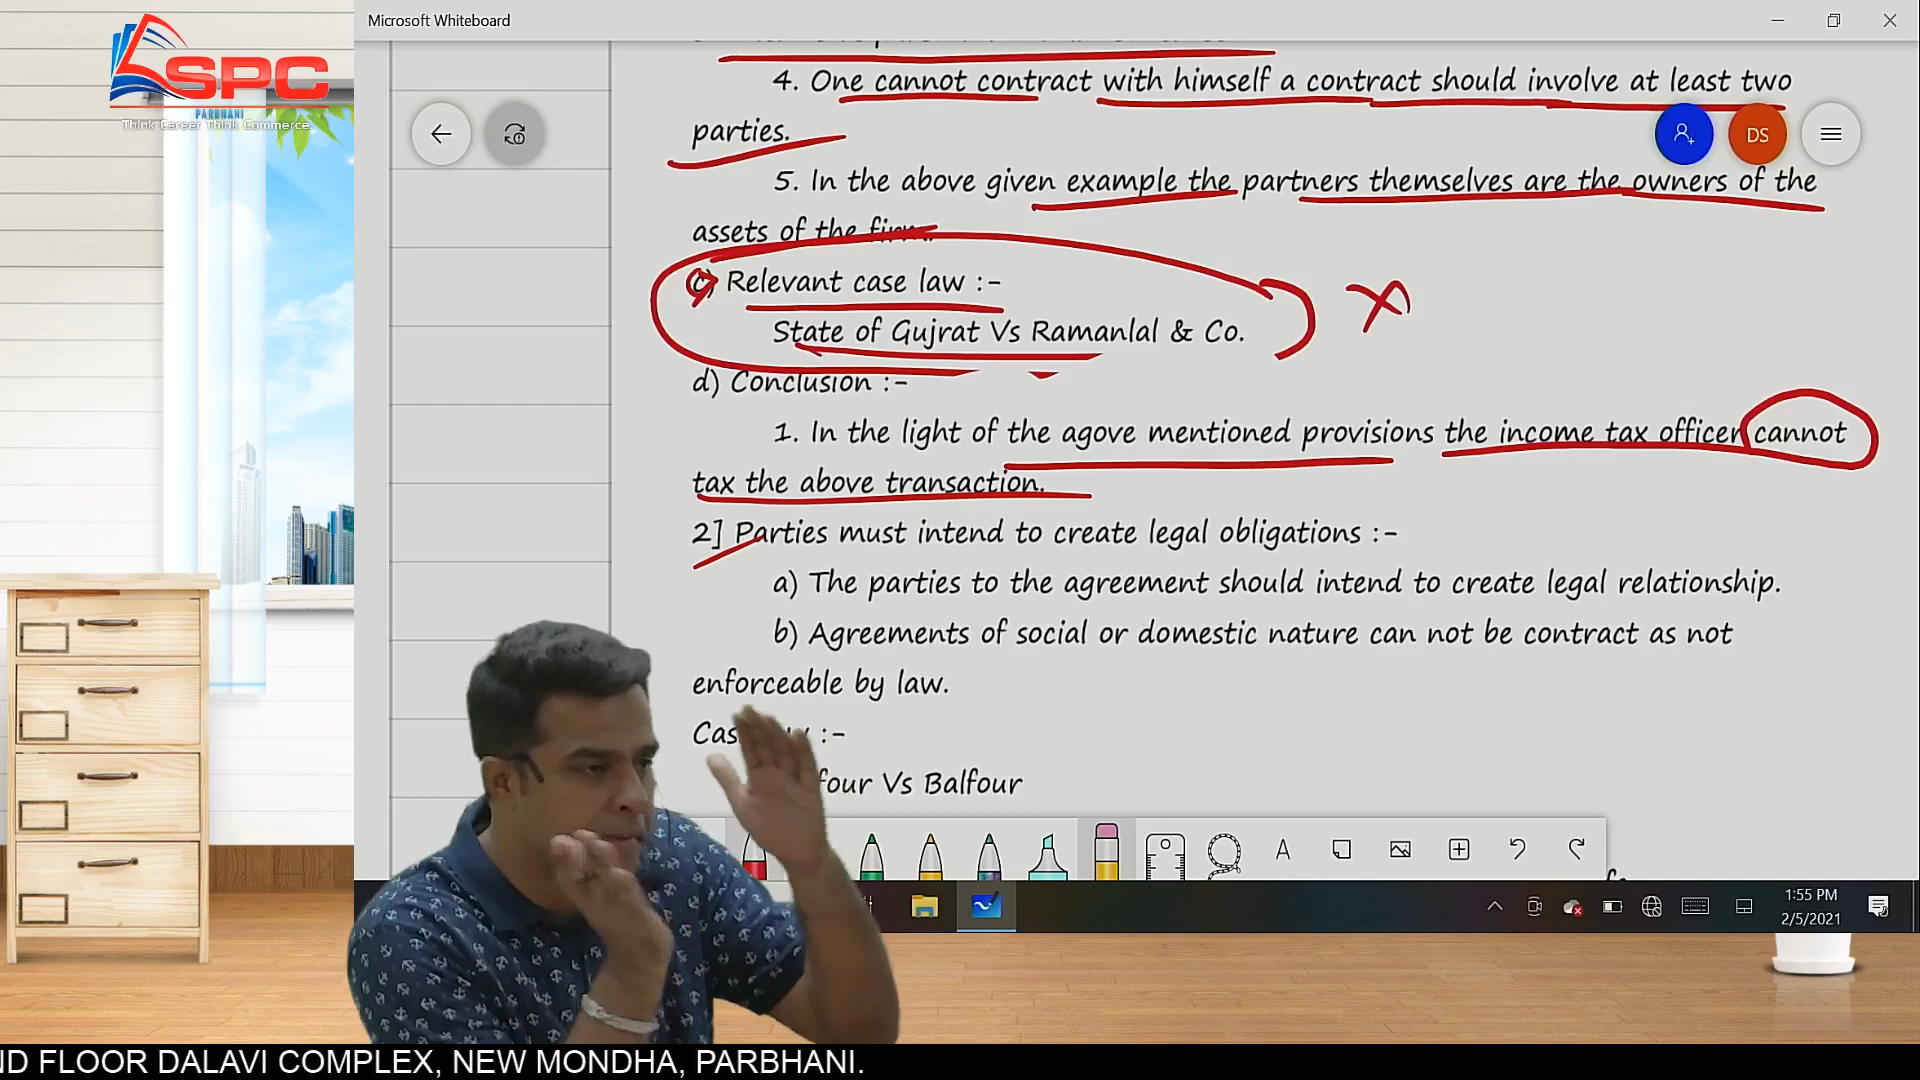 Microsoft Whiteboard
SPC
PARBHANI
Think Career Think Commerce.
4. One cannot contract with himself a contract should involve at least two
parties.
DS
5. In the above given example the partners themselves are the owners of the
assets of the firm.
c) Relevant case law :-
State of Gujrat Vs Ramanlal & Co.
d) Conclusion :-
1. In the light of the agove mentioned provisions the income tax officer cannot
tax the above transaction.
2] Parties must intend to create legal obligations :-
a) The parties to the agreement should intend to create legal relationship.
b) Agreements of social or domestic nature can not be contract as not
enforceable by law.
:-
Vs Balfour
1:55 PM
2/5/2021
FLOOR DALAVI COMPLEX, NEW MONDHA, PARBHANI.